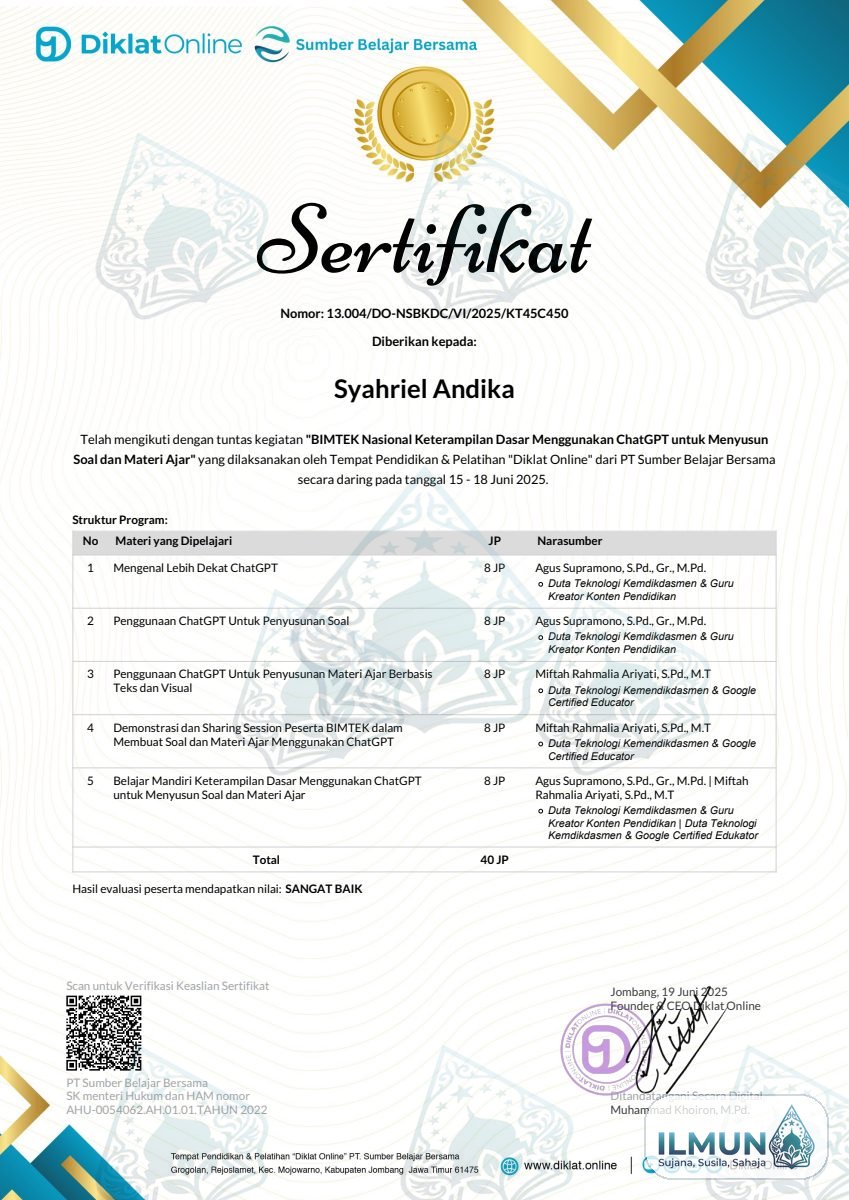 DiklatOnline Sumber Belajar Bersama
Sertifikat
Nomor: 13.004/DO-NSBKDC/VI/2025/KT45C450
Diberikan kepada:
Syahriel Andika
Telah mengikuti dengan tuntas kegiatan "BIMTEK Nasional Keterampilan Dasar Menggunakan ChatGPT untuk Menyusun
Soal dan Materi Ajar" yang dilaksanakan oleh Tempat Pendidikan & Pelatihan "Diklat Online" dari PT Sumber Belajar Bersama
secara daring pada tanggal 15 - 18 Juni 2025.
Struktur Program:
No Materi yang Dipelajari JP Narasumber
1 Mengenal Lebih Dekat ChatGPT 8 JP Agus Supramono, S.Pd., Gr., M.Pd.
Duta Teknologi Kemdikdasmen & Guru
Kreator Konten Pendidikan
2 Penggunaan ChatGPT Untuk Penyusunan Soal 8 JP Agus Supramono, S.Pd., Gr., M.Pd.
Duta Teknologi Kemdikdasmen & Guru
Kreator Konten Pendidikan
3 Penggunaan ChatGPT Untuk Penyusunan Materi Ajar Berbasis 8 JP Miftah Rahmalia Ariyati, S.Pd., M.T
Teks dan Visual Duta Teknologi Kemendikdasmen & Google
Certified Educator
4 Demonstrasi dan Sharing Session Peserta BIMTEK dalam 8 JP Miftah Rahmalia Ariyati, S.Pd., M.T
Membuat Soal dan Materi Ajar Menggunakan ChatGPT Duta Teknologi Kemendikdasmen & Google
Certified Educator
5 Belajar Mandiri Keterampilan Dasar Menggunakan ChatGPT 8 JP Agus Supramono, S.Pd., Gr., M.Pd. | Miftah
untuk Menyusun Soal dan Materi Ajar Rahmalia Ariyati, S.Pd., M.T
Duta Teknologi Kemdikdasmen & Guru
Kreator Konten Pendidikan | Duta Teknologi
Kemdikdasmen & Google Certified Edukator
Total 40 JP
Hasil evaluasi peserta mendapatkan nilai: SANGAT BAIK
Scan untuk Verifikasi Keaslian Sertifikat
PT Sumber Belajar Bersama
SK menteri Hukum dan HAM nomor
AHU-0054062.AH.01.01.TAHUN 2022
Jombang, 19 Juni 2025
Founder & CEO Diklat Online
DIKLATONLINE
Ditandatangani Secara Digital
Muhammad Khoiron, M.Pd.
Tempat Pendidikan & Pelatihan "Diklat Online" PT. Sumber Belajar Bersama
Grogolan, Rejoslamet, Kec. Mojowarno, Kabupaten Jombang Jawa Timur 61475
www.diklat.online
ILMUN
Sujana, Susila, Sahaja